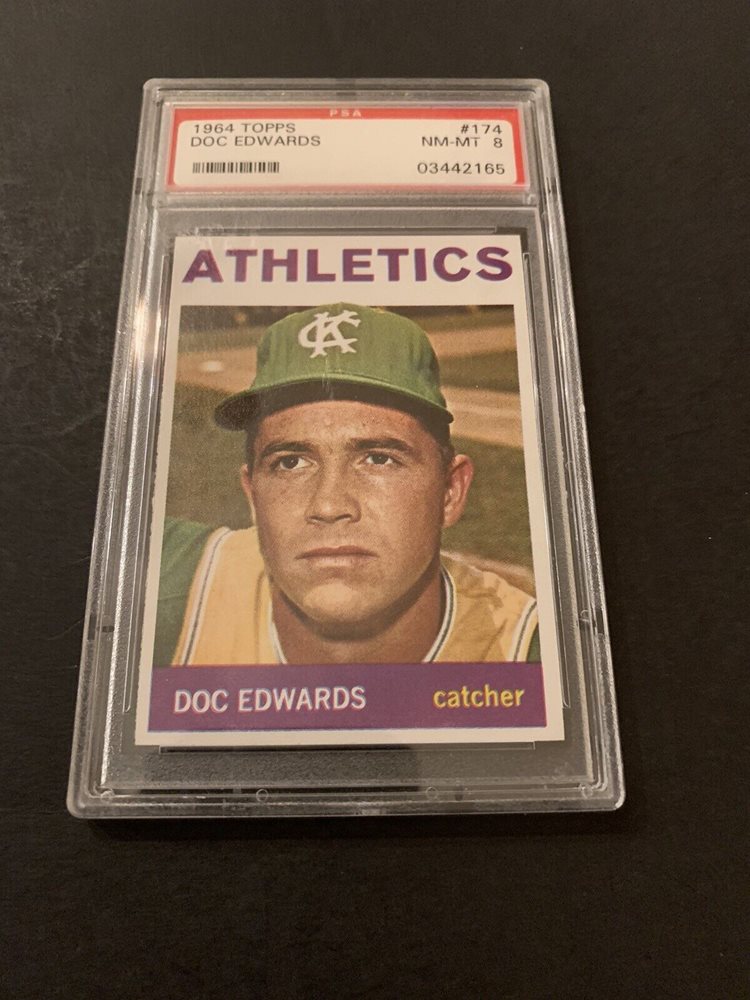 PSA
1964 TOPPS #174
DOC EDWARDS NM-MT 8
03442165
ATHLETICS
KC
DOC EDWARDS catcher